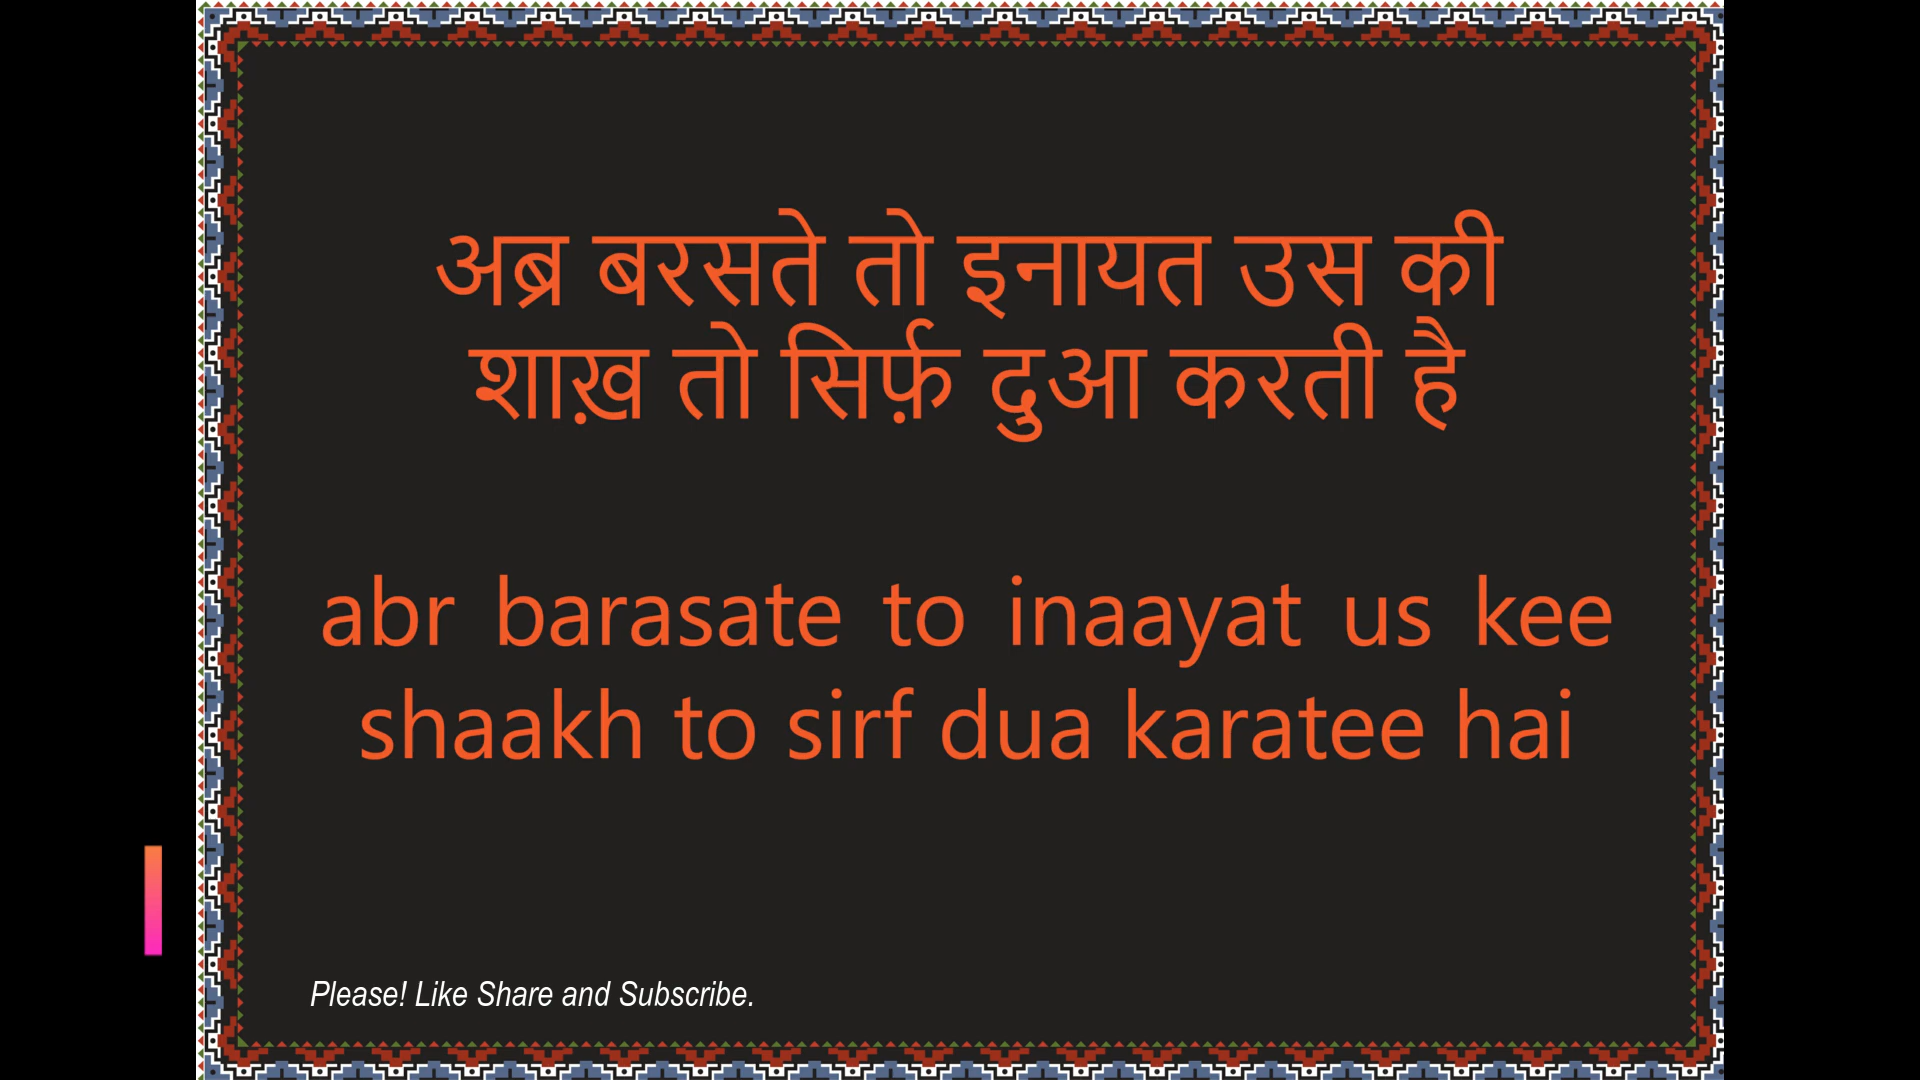 अब्र बरसते तो इनायत उस की
शाख़ तो सिर्फ़ दुआ करती है
abr barasate to inaayat us kee
shaakh to sirf dua karatee hai
Please! Like Share and Subscribe.